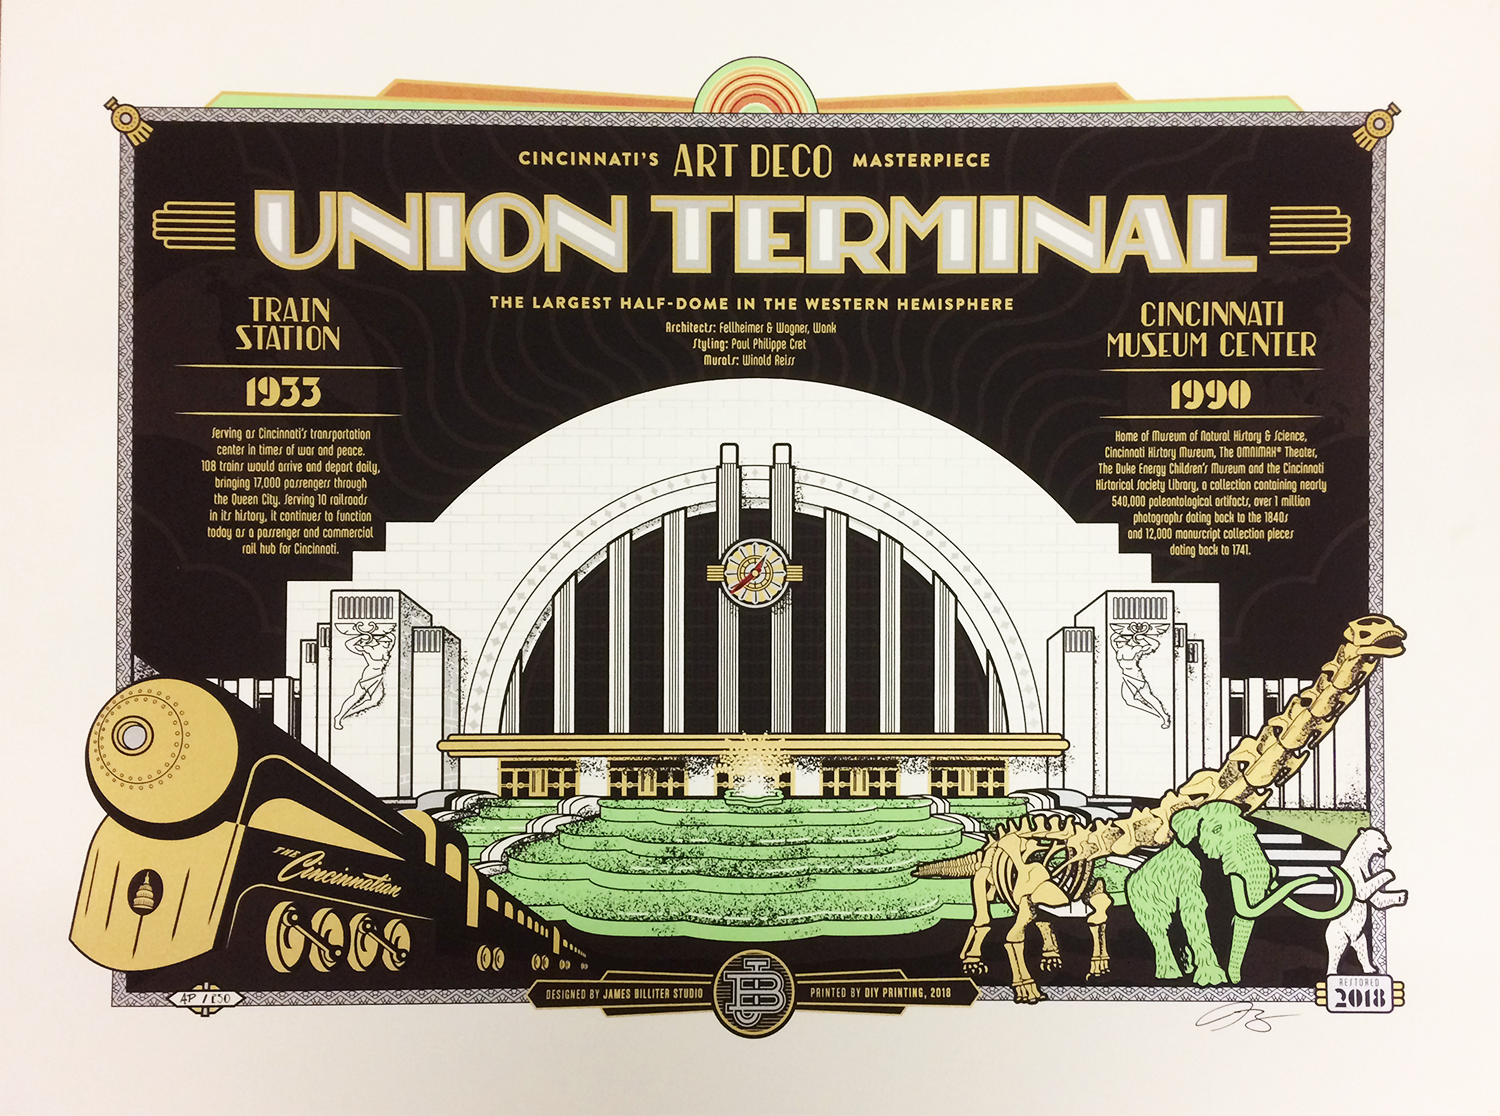 CINCINNATI'S ART DECO MASTERPIECE
UNION TERMINAL
THE LARGEST HALF-DOME IN THE WESTERN HEMISPHERE
Architects: Fellheimer & Wagner, Wank
Styling: Paul Philippe Cret
Murals: Winold Reiss
TRAIN
STATION
1933
Serving as Cincinnati's transportation
center in times of war and peace.
108 trains would arrive and depart daily,
bringing 17,000 passengers through
the Queen City. Serving 10 railroads
in its history, it continues to function
today as a passenger and commercial
rail hub for Cincinnati.
CINCINNATI
MUSEUM CENTER
1990
Home of Museum of Natural History & Science,
Cincinnati History Museum, The OMNIMAX® Theater,
The Duke Energy Children's Museum and the Cincinnati
Historical Society Library, a collection containing nearly
540,000 paleontological artifacts, over 1 million
photographs dating back to the 1840s
and 12,000 manuscript collection pieces
dating back to 1741.
THE
Cincinnatian
AP / 250
DESIGNED BY JAMES BILLITER STUDIO
JB
PRINTED BY DIY PRINTING, 2018
RESTORED
2018